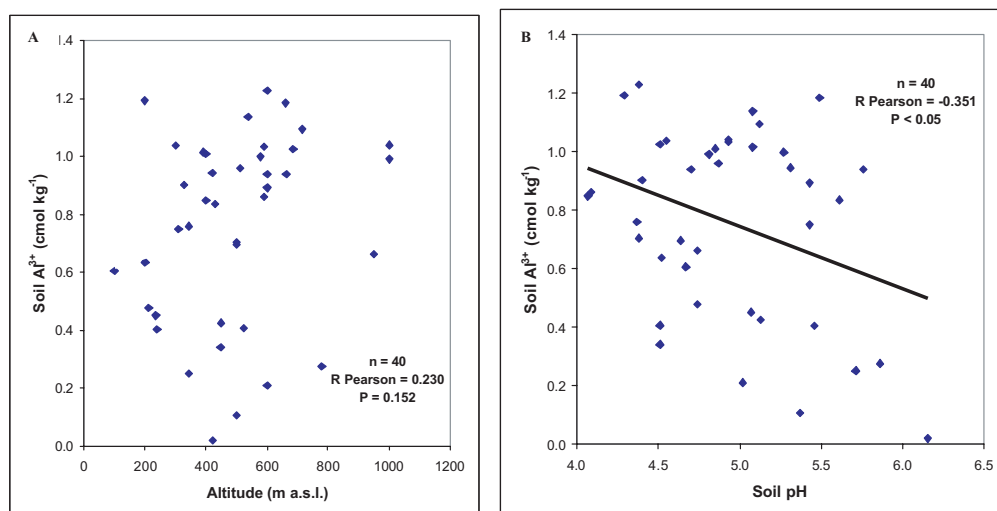 A
1.4
1.2
1.0
0.8
0.6
0.4
0.2
0.0
Soil Al³⁺ (cmol kg⁻¹)
n = 40
R Pearson = 0.230
P = 0.152
0 200 400 600 800 1000 1200
Altitude (m a.s.l.)
B
1.4
1.2
1.0
0.8
0.6
0.4
0.2
0.0
Soil Al³⁺ (cmol kg⁻¹)
n = 40
R Pearson = -0.351
P < 0.05
4.0 4.5 5.0 5.5 6.0 6.5
Soil pH